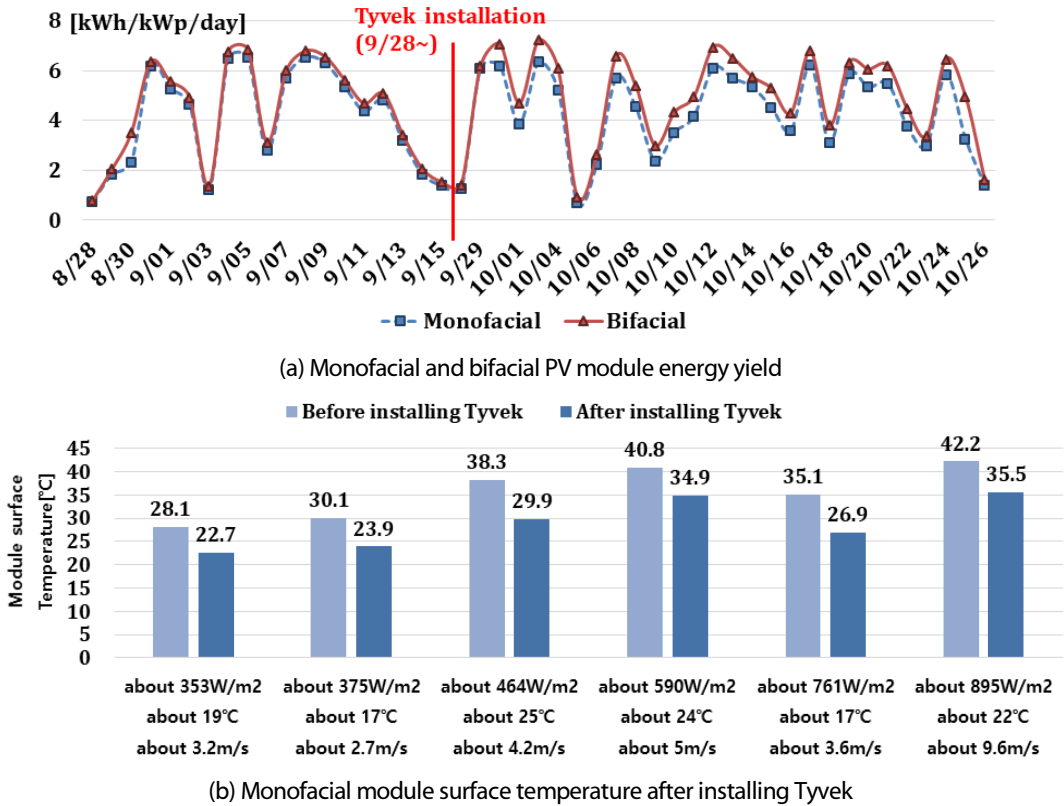 [kWh/kWp/day]
Tyvek installation
(9/28~)
8
6
4
2
0
8/28
8/30
9/01
9/03
9/05
9/07
9/09
9/11
9/13
9/15
9/29
10/01
10/04
10/06
10/08
10/10
10/12
10/14
10/16
10/18
10/20
10/22
10/24
10/26
Monofacial
Bifacial
(a) Monofacial and bifacial PV module energy yield
Before installing Tyvek
After installing Tyvek
Module surface
Temperature[℃]
45
40
35
30
25
20
15
10
5
0
28.1
22.7
30.1
23.9
38.3
29.9
40.8
34.9
35.1
26.9
42.2
35.5
about 353W/m2
about 19℃
about 3.2m/s
about 375W/m2
about 17℃
about 2.7m/s
about 464W/m2
about 25℃
about 4.2m/s
about 590W/m2
about 24℃
about 5m/s
about 761W/m2
about 17℃
about 3.6m/s
about 895W/m2
about 22℃
about 9.6m/s
(b) Monofacial module surface temperature after installing Tyvek